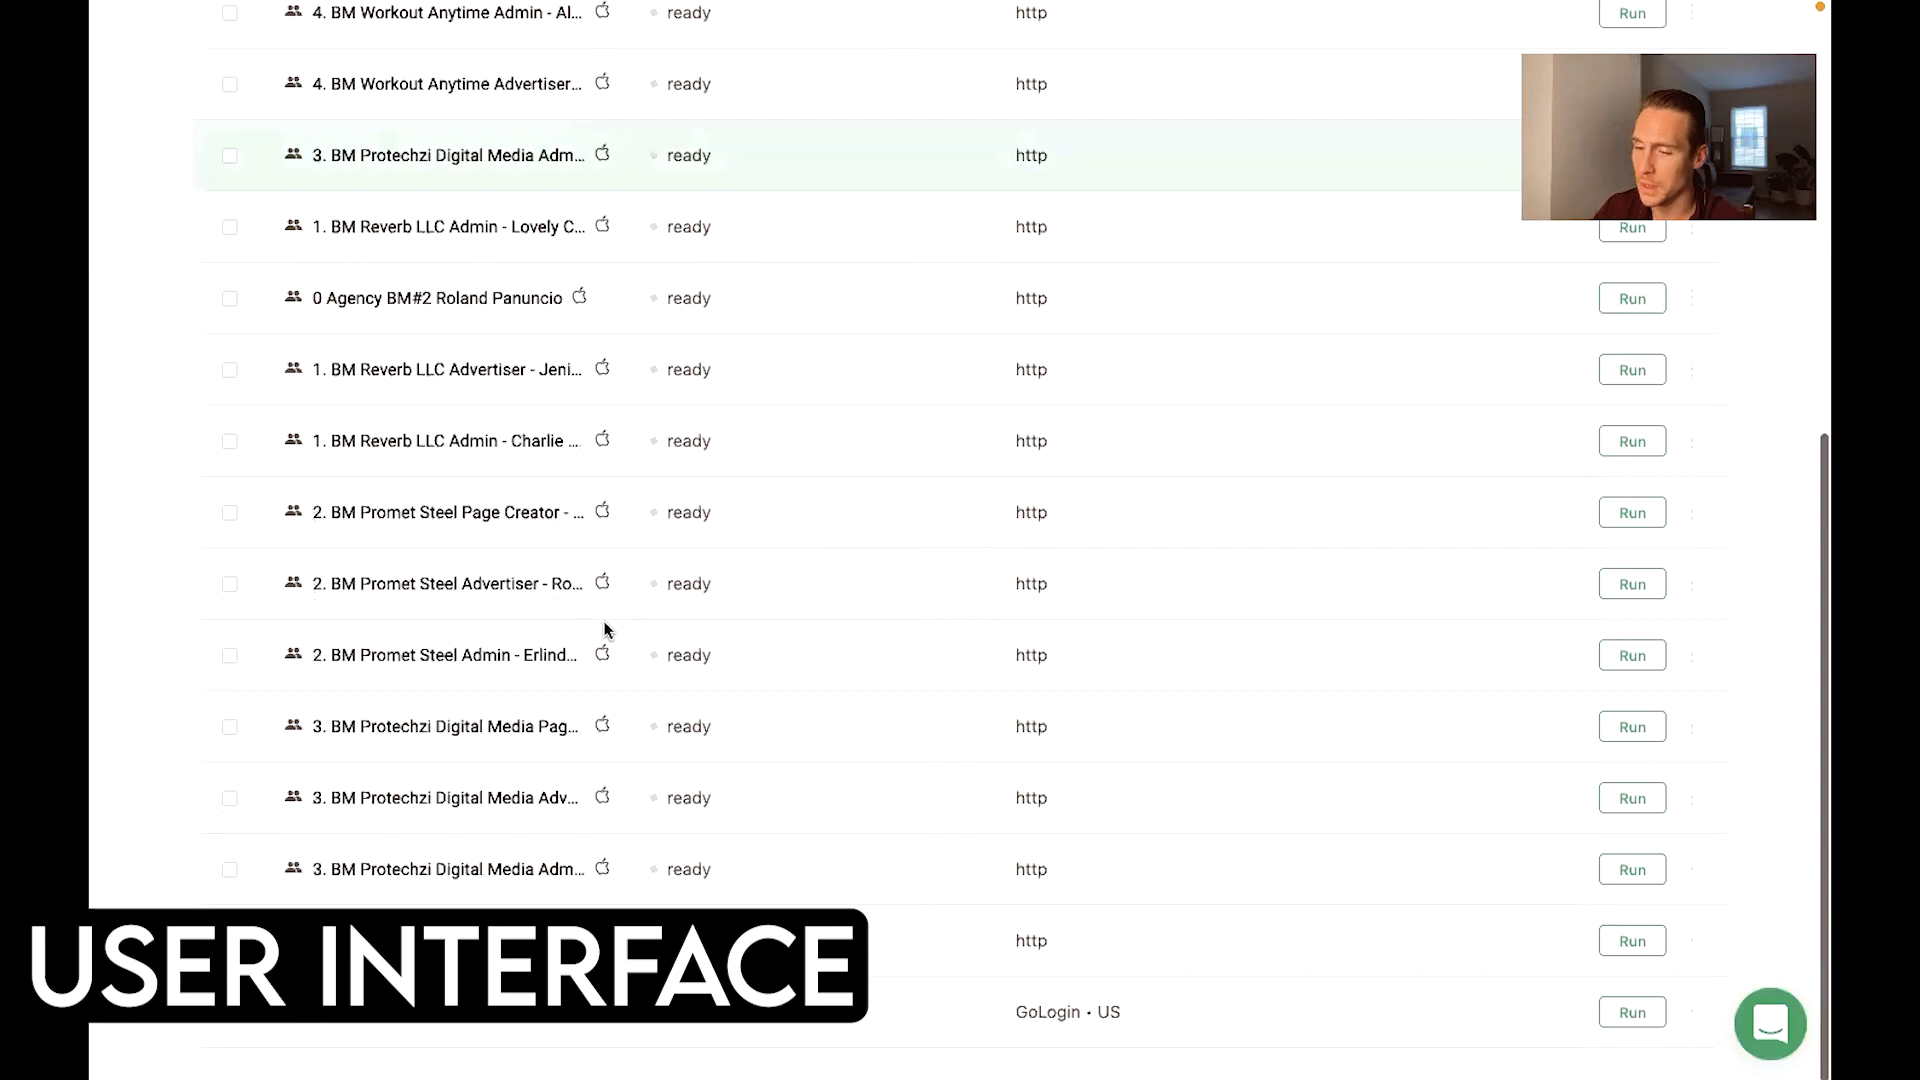 4. BM Workout Anytime Admin - Al... ready http Run
4. BM Workout Anytime Advertiser... ready http
3. BM Protechzi Digital Media Adm... ready http
1. BM Reverb LLC Admin - Lovely C... ready http Run
0 Agency BM#2 Roland Panuncio ready http Run
1. BM Reverb LLC Advertiser - Jeni... ready http Run
1. BM Reverb LLC Admin - Charlie ... ready http Run
2. BM Promet Steel Page Creator - ... ready http Run
2. BM Promet Steel Advertiser - Ro... ready http Run
2. BM Promet Steel Admin - Erlind... ready http Run
3. BM Protechzi Digital Media Pag... ready http Run
3. BM Protechzi Digital Media Adv... ready http Run
3. BM Protechzi Digital Media Adm... ready http Run
http Run
USER INTERFACE
GoLogin • US Run